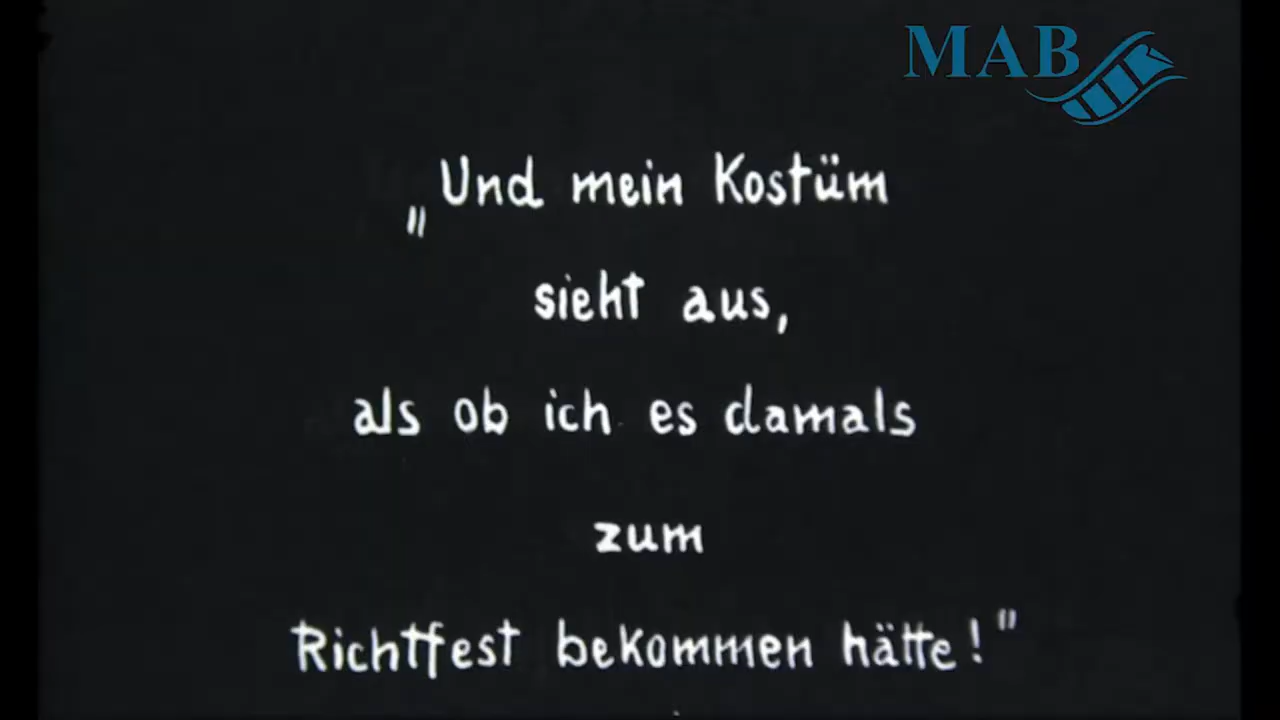 MAB
„Und mein Kostüm
sieht aus,
als ob ich es damals
zum
Richtfest bekommen hätte!"